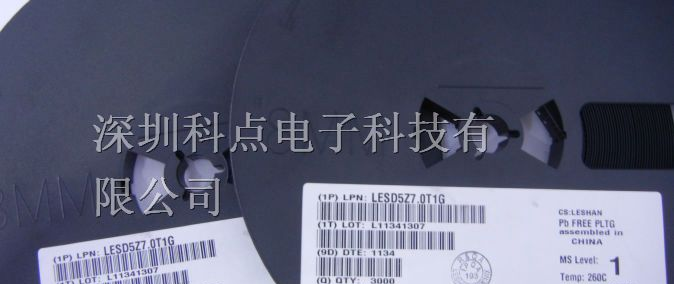 深圳科点电子科技有
限公司
8MM
(1P) LPN: LESD5Z7.0T1G
(1T) LOT: L11341307
(1P) LPN: LESD5Z7.0T1G
(1T) LOT: L11341307
(9D) DTE: 1134
(Q) QTY: 3000
CS:LESHAN
Pb FREE PLTG
assembled in
CHINA
MS Level: 1
Temp: 260C